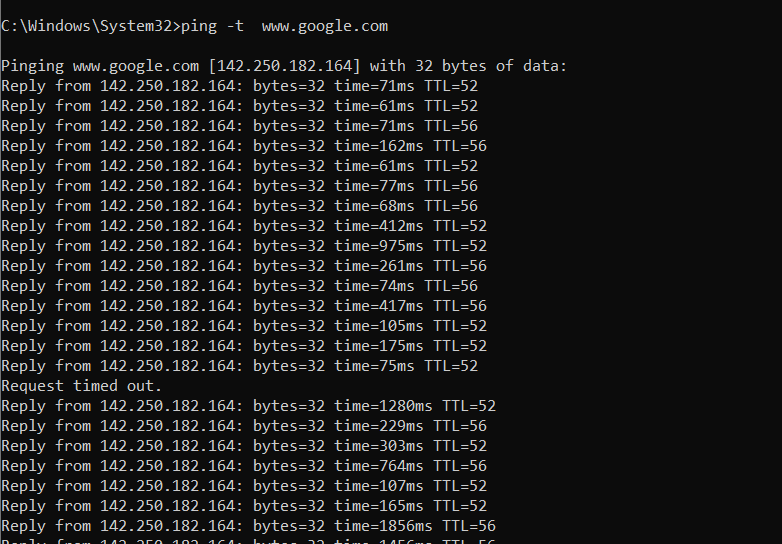 C:\Windows\System32>ping -t  www.google.com
Pinging www.google.com [142.250.182.164] with 32 bytes of data:
Reply from 142.250.182.164: bytes=32 time=71ms TTL=52
Reply from 142.250.182.164: bytes=32 time=61ms TTL=52
Reply from 142.250.182.164: bytes=32 time=71ms TTL=56
Reply from 142.250.182.164: bytes=32 time=162ms TTL=56
Reply from 142.250.182.164: bytes=32 time=61ms TTL=52
Reply from 142.250.182.164: bytes=32 time=77ms TTL=56
Reply from 142.250.182.164: bytes=32 time=68ms TTL=56
Reply from 142.250.182.164: bytes=32 time=412ms TTL=52
Reply from 142.250.182.164: bytes=32 time=975ms TTL=52
Reply from 142.250.182.164: bytes=32 time=261ms TTL=56
Reply from 142.250.182.164: bytes=32 time=74ms TTL=56
Reply from 142.250.182.164: bytes=32 time=417ms TTL=56
Reply from 142.250.182.164: bytes=32 time=105ms TTL=52
Reply from 142.250.182.164: bytes=32 time=175ms TTL=52
Reply from 142.250.182.164: bytes=32 time=75ms TTL=52
Request timed out.
Reply from 142.250.182.164: bytes=32 time=1280ms TTL=52
Reply from 142.250.182.164: bytes=32 time=229ms TTL=56
Reply from 142.250.182.164: bytes=32 time=303ms TTL=52
Reply from 142.250.182.164: bytes=32 time=764ms TTL=56
Reply from 142.250.182.164: bytes=32 time=107ms TTL=52
Reply from 142.250.182.164: bytes=32 time=165ms TTL=52
Reply from 142.250.182.164: bytes=32 time=1856ms TTL=56
Reply from 142.250.182.164: bytes=32